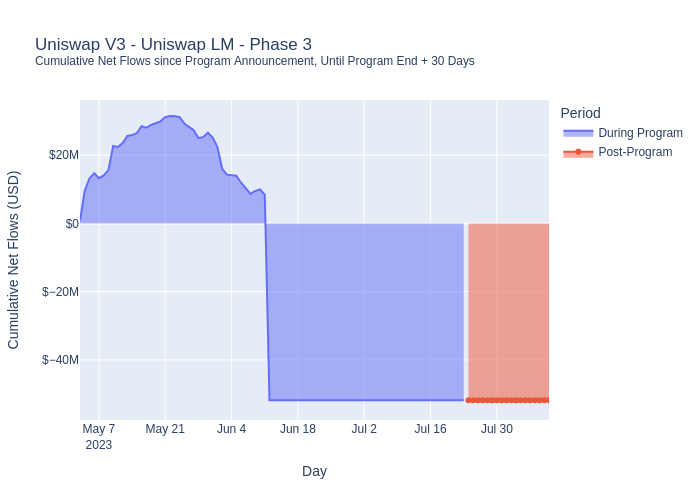 Uniswap V3 - Uniswap LM - Phase 3
Cumulative Net Flows since Program Announcement, Until Program End + 30 Days
Period
During Program
Post-Program
Cumulative Net Flows (USD)
$20M
$0
$−20M
$−40M
May 7
2023
May 21
Jun 4
Jun 18
Jul 2
Jul 16
Jul 30
Day